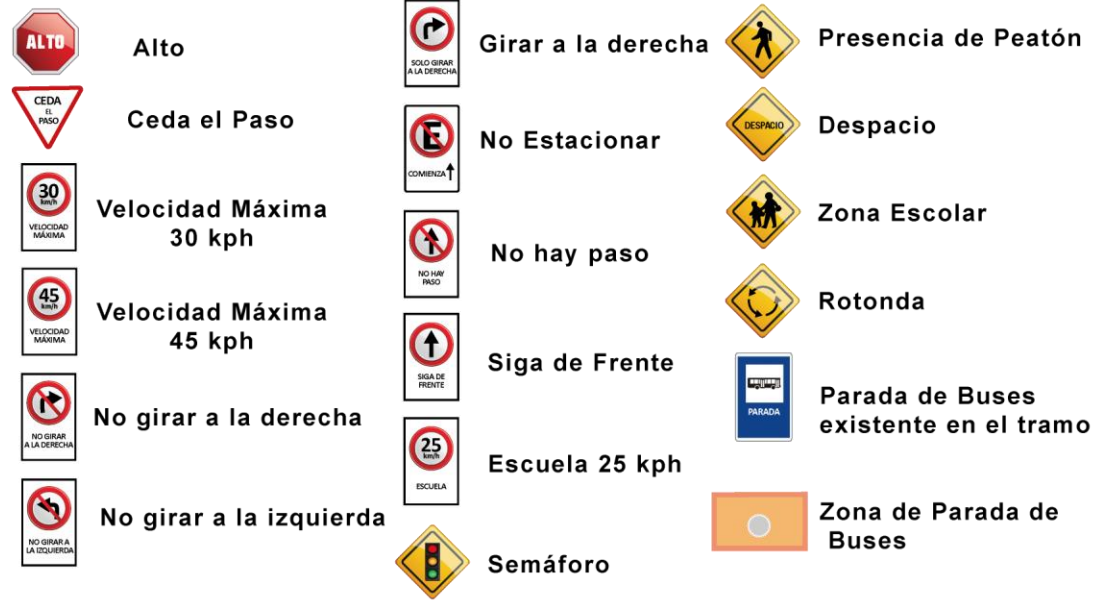 ALTO
Alto
CEDA
EL
PASO
Ceda el Paso
30
km/h
VELOCIDAD
MÁXIMA
Velocidad Máxima
30 kph
45
km/h
VELOCIDAD
MÁXIMA
Velocidad Máxima
45 kph
NO GIRAR
A LA DERECHA
No girar a la derecha
NO GIRAR A
LA IZQUIERDA
No girar a la izquierda
SOLO GIRAR
A LA DERECHA
Girar a la derecha
E
COMIENZA
No Estacionar
NO HAY
PASO
No hay paso
SIGA DE
FRENTE
Siga de Frente
25
km/h
ESCUELA
Escuela 25 kph
Semáforo
Presencia de Peatón
DESPACIO
Despacio
Zona Escolar
Rotonda
PARADA
Parada de Buses
existente en el tramo
Zona de Parada de
Buses